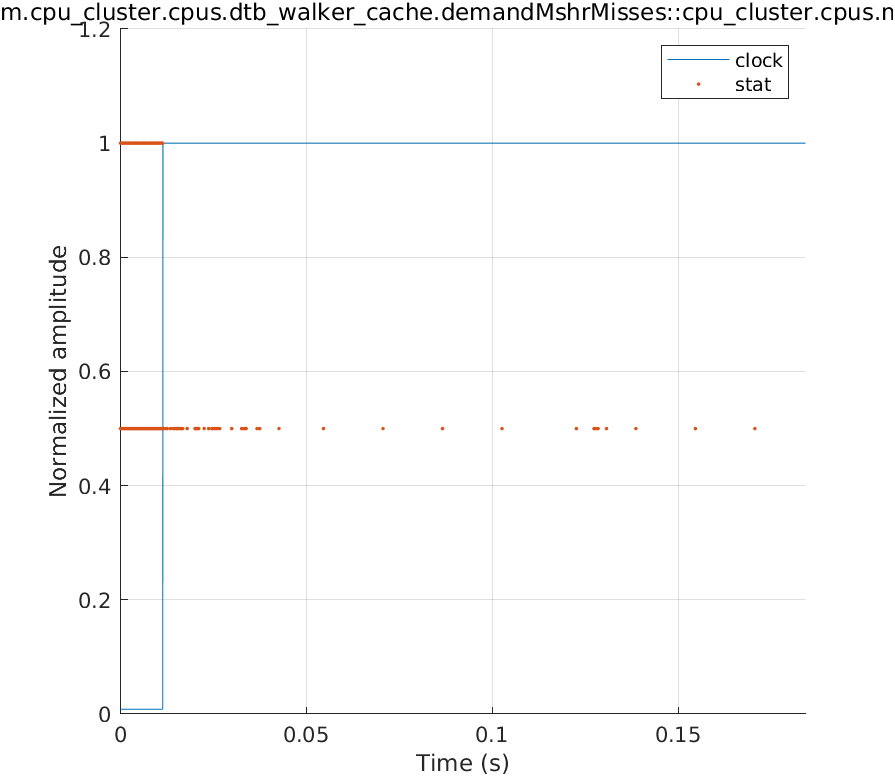 m.cpu_cluster.cpus.dtb_walker_cache.demandMshrMisses::cpu_cluster.cpus.m
1.2
clock
stat
1
0.8
0.6
0.4
0.2
0
Normalized amplitude
0
0.05
0.1
0.15
Time (s)